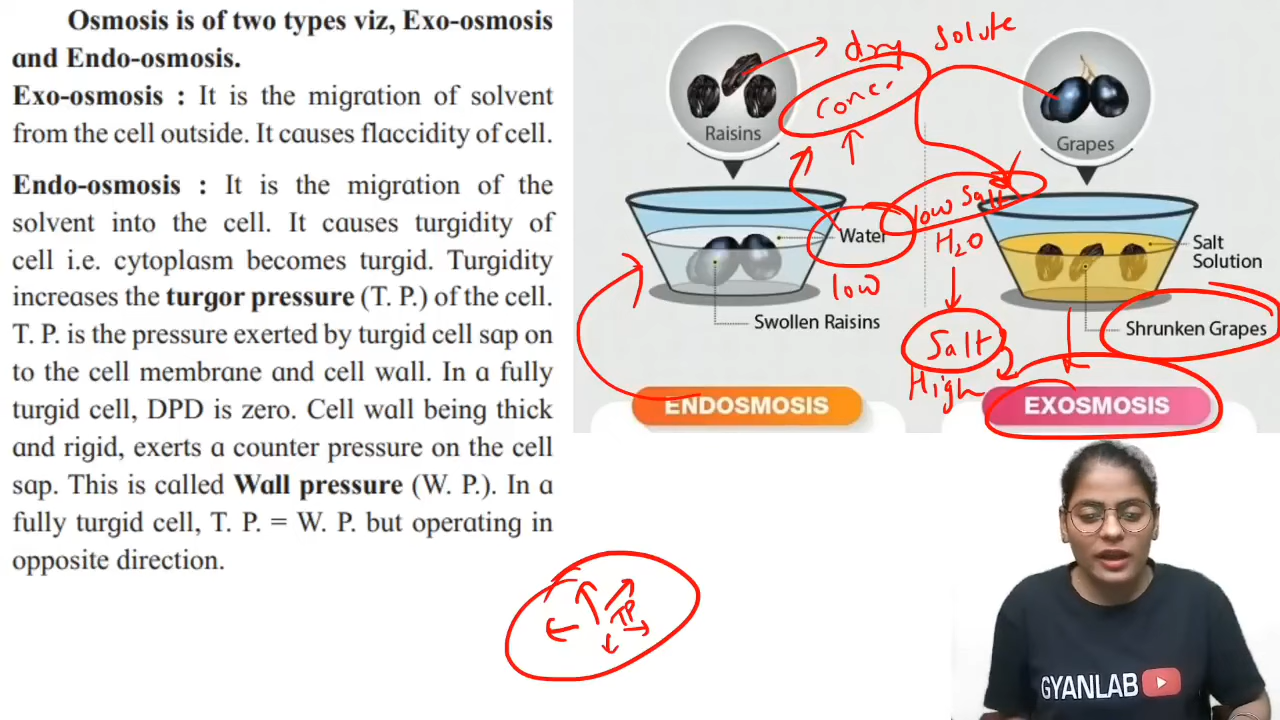 Osmosis is of two types viz, Exo-osmosis
and Endo-osmosis.
Exo-osmosis : It is the migration of solvent
from the cell outside. It causes flaccidity of cell.
Endo-osmosis : It is the migration of the
solvent into the cell. It causes turgidity of
cell i.e. cytoplasm becomes turgid. Turgidity
increases the turgor pressure (T. P.) of the cell.
T. P. is the pressure exerted by turgid cell sap on
to the cell membrane and cell wall. In a fully
turgid cell, DPD is zero. Cell wall being thick
and rigid, exerts a counter pressure on the cell
sap. This is called Wall pressure (W. P.). In a
fully turgid cell, T. P. = W. P. but operating in
opposite direction.
TP
dry solute
conc.
Raisins
Grapes
low salt
Water
H2O
low
Salt
Solution
Swollen Raisins
Shrunken Grapes
Salt
High
ENDOSMOSIS
EXOSMOSIS
GYANLAB